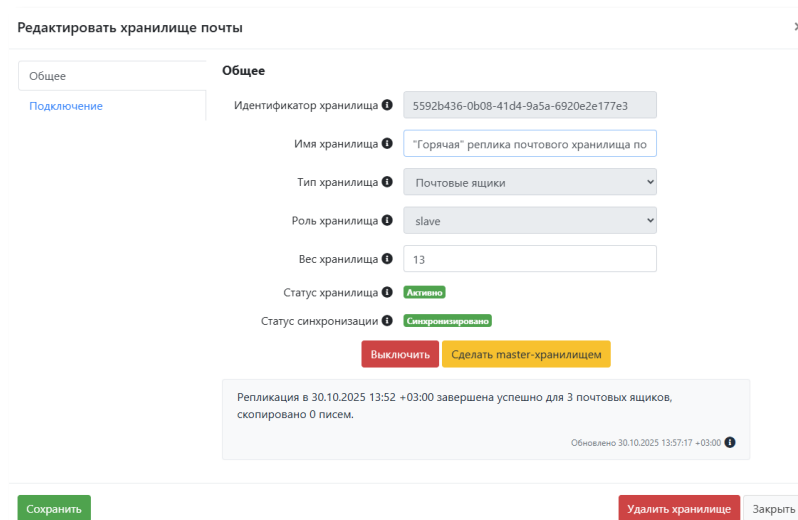 Редактировать хранилище почты
Общее
Подключение
Общее
Идентификатор хранилища
5592b436-0b08-41d4-9a5a-6920e2e177e3
Имя хранилища
"Горячая" реплика почтового хранилища по
Тип хранилища
Почтовые ящики
Роль хранилища
slave
Вес хранилища
13
Статус хранилища
Активно
Статус синхронизации
Синхронизировано
Выключить
Сделать master-хранилищем
Репликация в 30.10.2025 13:52 +03:00 завершена успешно для 3 почтовых ящиков,
скопировано 0 писем.
Обновлено 30.10.2025 13:57:17 +03:00
Сохранить
Удалить хранилище
Закрыть